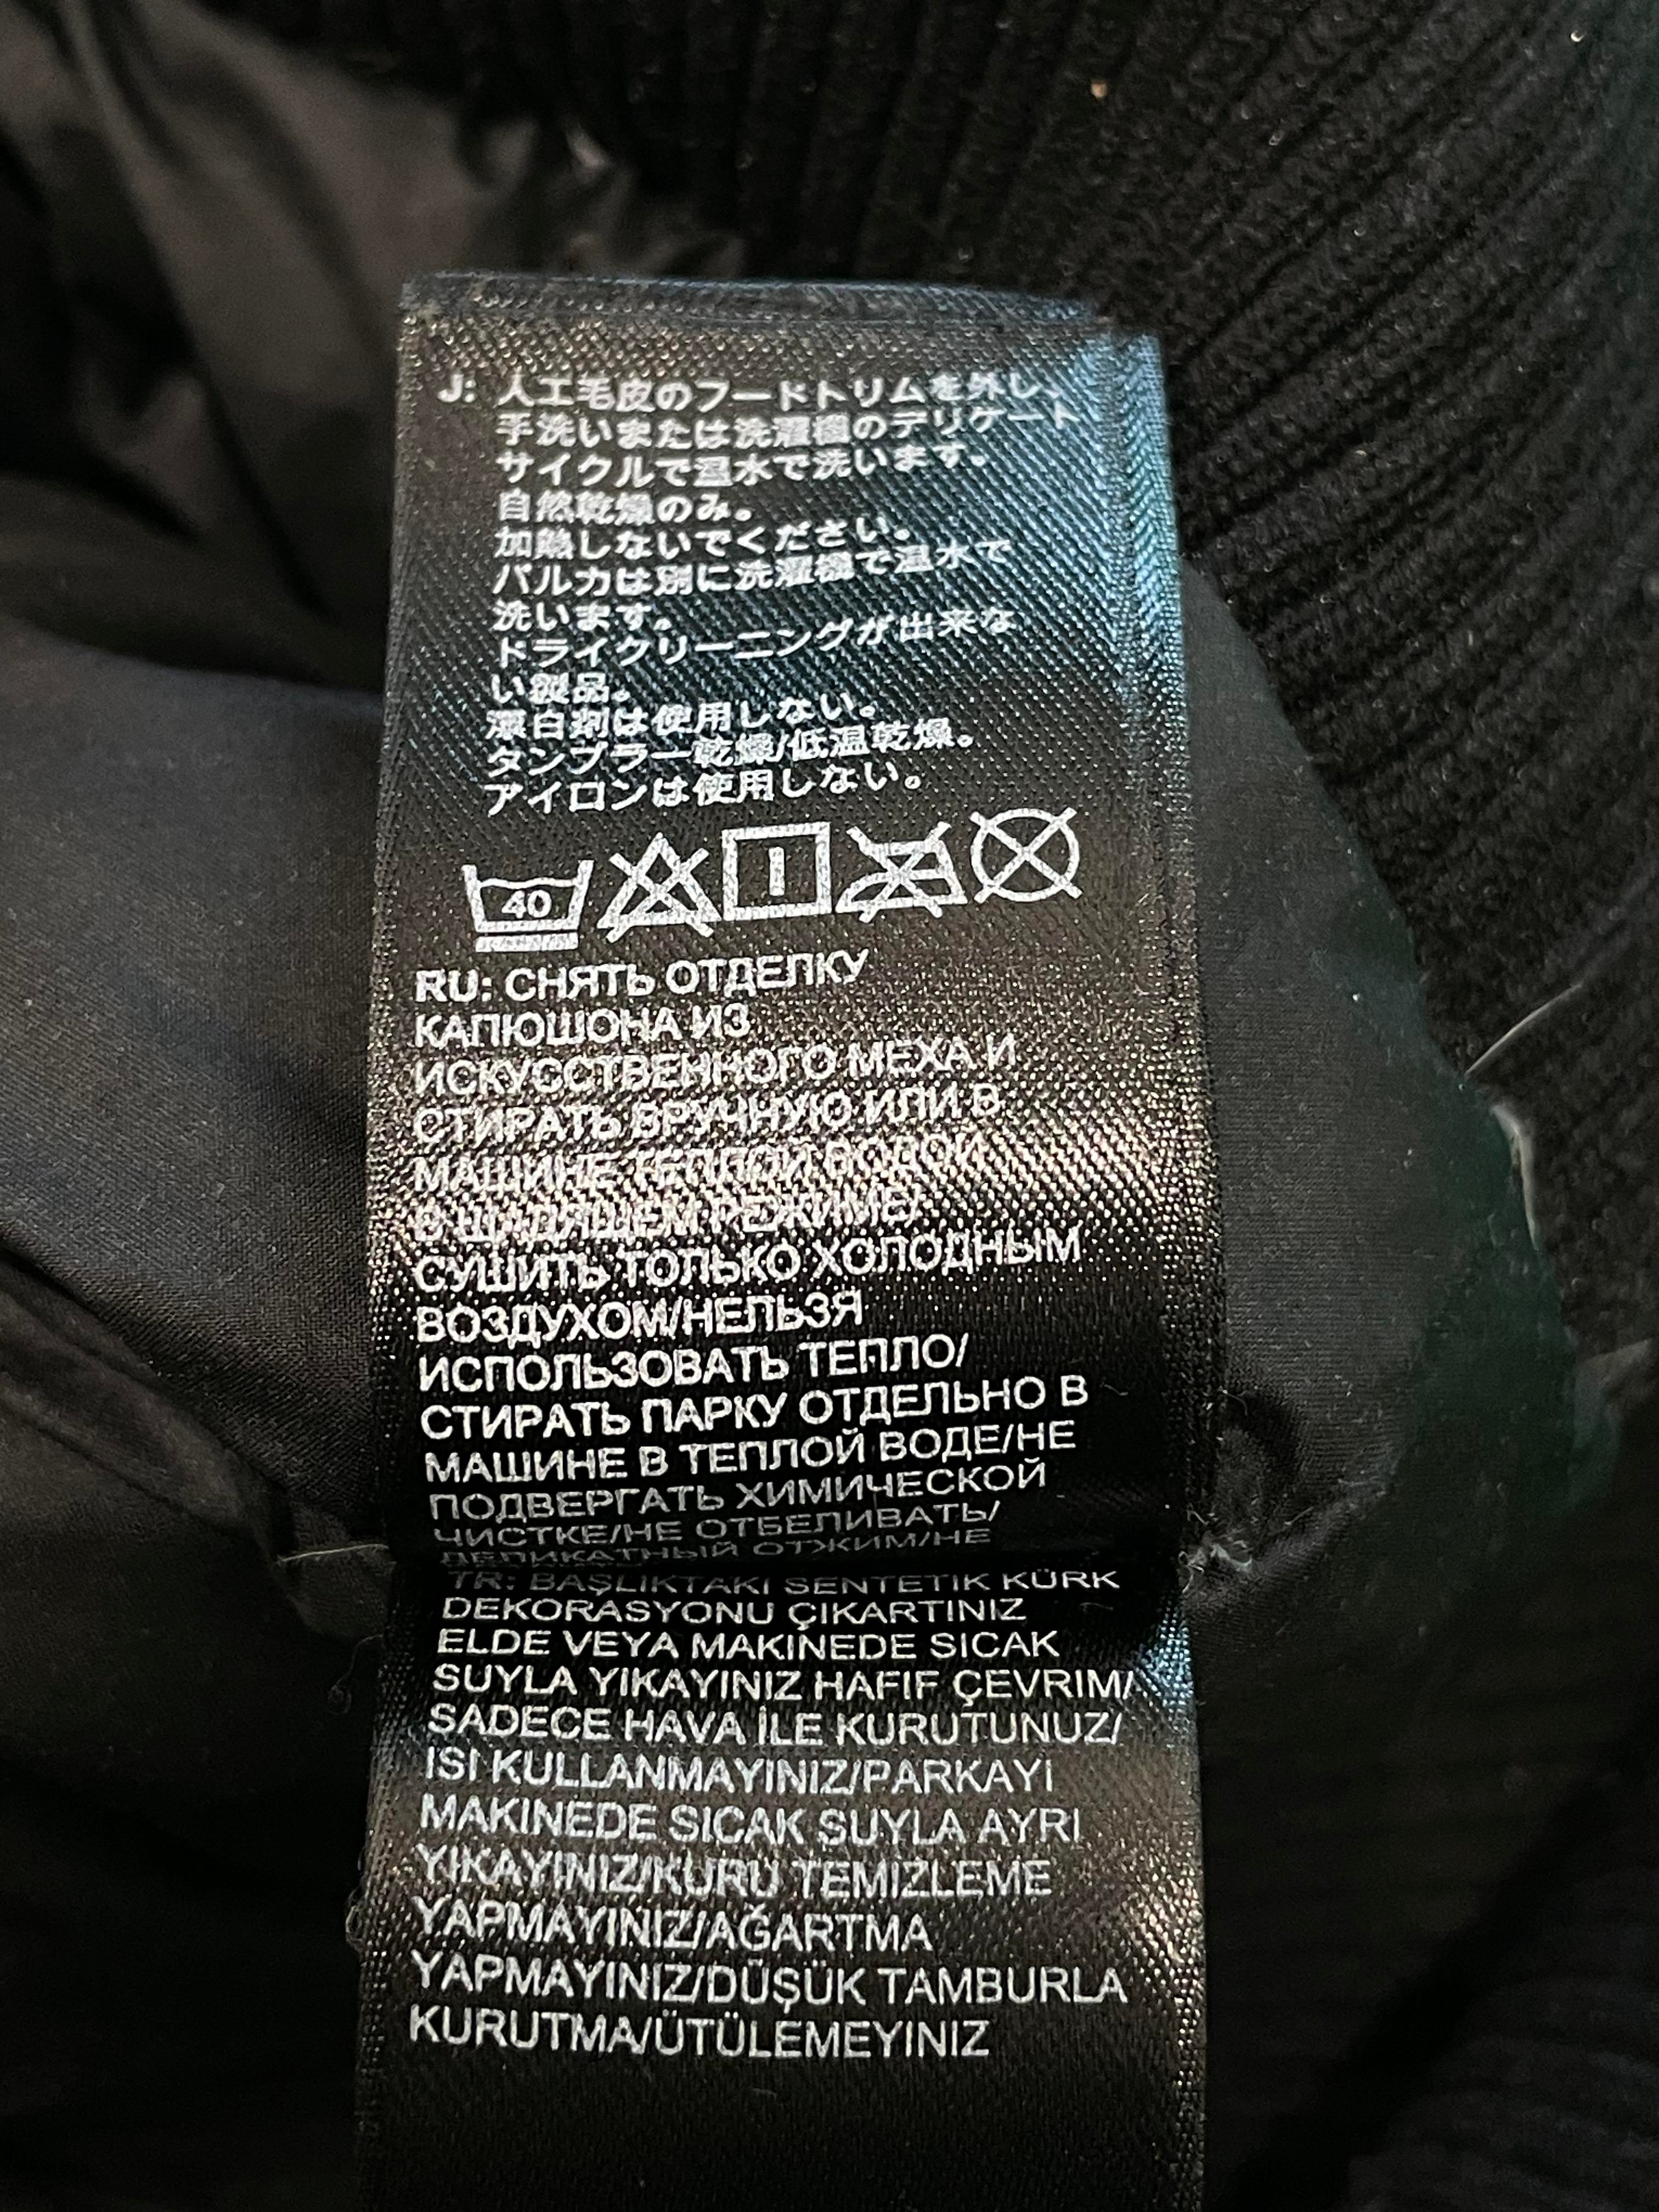 J: 人工毛皮のフードトリムを外し、
手洗いまたは洗濯機のデリケート
サイクルで温水で洗います。
自然乾燥のみ。
加熱しないでください。
パルカは別に洗濯機で温水で
洗います。
ドライクリーニングが出来な
い製品。
漂白剤は使用しない。
タンブラー乾燥/低温乾燥。
アイロンは使用しない。
40
RU: СНЯТЬ ОТДЕЛКУ
КАПЮШОНА ИЗ
ИСКУССТВЕННОГО МЕХА И
СТИРАТЬ ВРУЧНУЮ ИЛИ В
МАШИНЕ ТЕПЛОЙ ВОДОЙ
В ЩАДЯЩЕМ РЕЖИМЕ/
СУШИТЬ ТОЛЬКО ХОЛОДНЫМ
ВОЗДУХОМ/НЕЛЬЗЯ
ИСПОЛЬЗОВАТЬ ТЕПЛО/
СТИРАТЬ ПАРКУ ОТДЕЛЬНО В
МАШИНЕ В ТЕПЛОЙ ВОДЕ/НЕ
ПОДВЕРГАТЬ ХИМИЧЕСКОЙ
ЧИСТКЕ/НЕ ОТБЕЛИВАТЬ/
ДЕЛИКАТНЫЙ ОТЖИМ/НЕ
TR: BAŞLIKTAKI SENTETIK KÜRK
DEKORASYONU ÇIKARTINIZ
ELDE VEYA MAKINEDE SICAK
SUYLA YIKAYINIZ HAFIF ÇEVRIM/
SADECE HAVA İLE KURUTUNUZ/
ISI KULLANMAYINIZ/PARKAYI
MAKINEDE SICAK SUYLA AYRI
YIKAYINIZ/KURU TEMIZLEME
YAPMAYINIZ/AĞARTMA
YAPMAYINIZ/DÜŞÜK TAMBURLA
KURUTMA/ÜTÜLEMEYINIZ